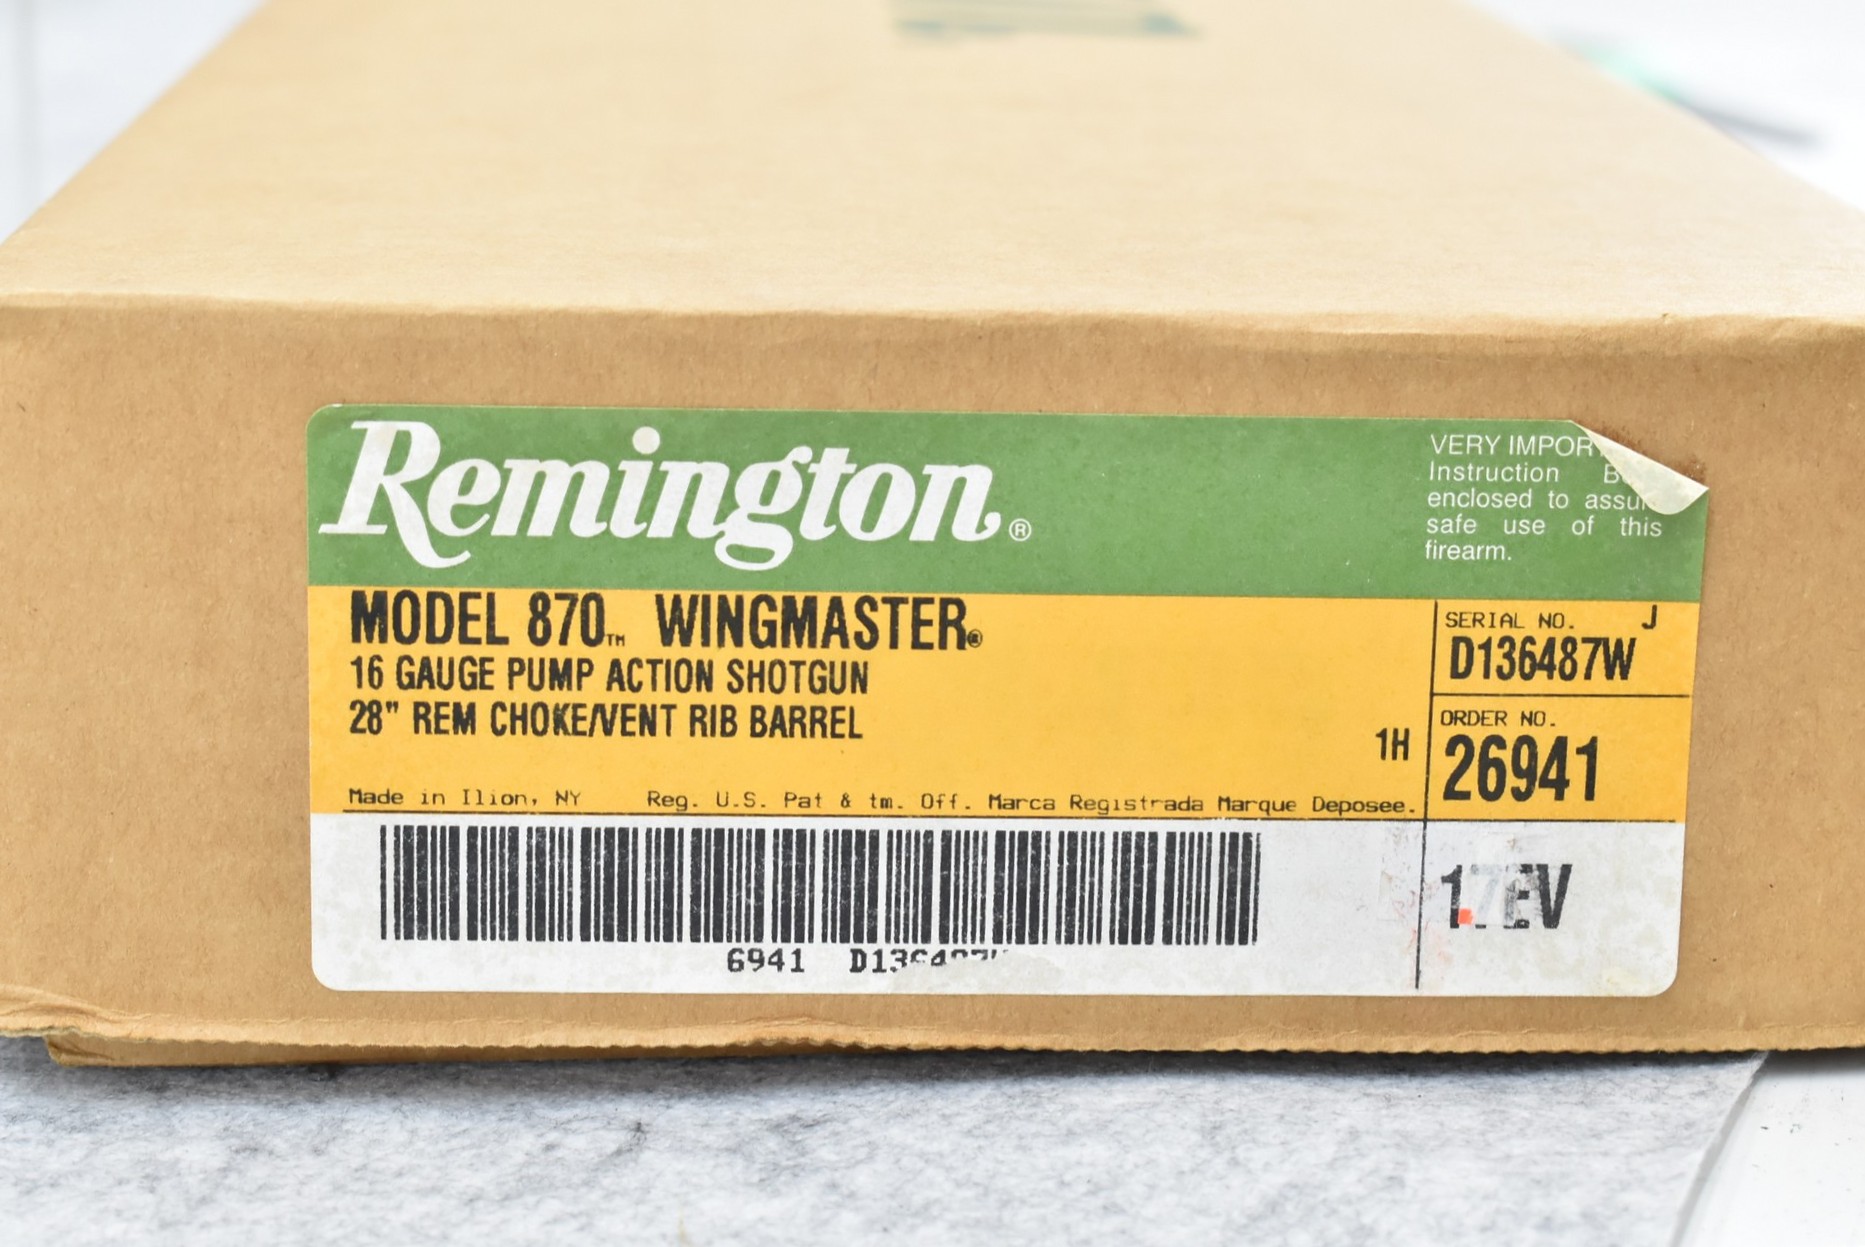 Remington®
VERY IMPOR
Instruction
enclosed to
safe use of this
firearm.
MODEL 870™ WINGMASTER®
16 GAUGE PUMP ACTION SHOTGUN
28" REM CHOKE/VENT RIB BARREL
1H
Made in Ilion, NY Reg. U.S. Pat & tm. Off. Marca Registrada Marque Deposee.
SERIAL NO. J
D136487W
ORDER NO.
26941
6941